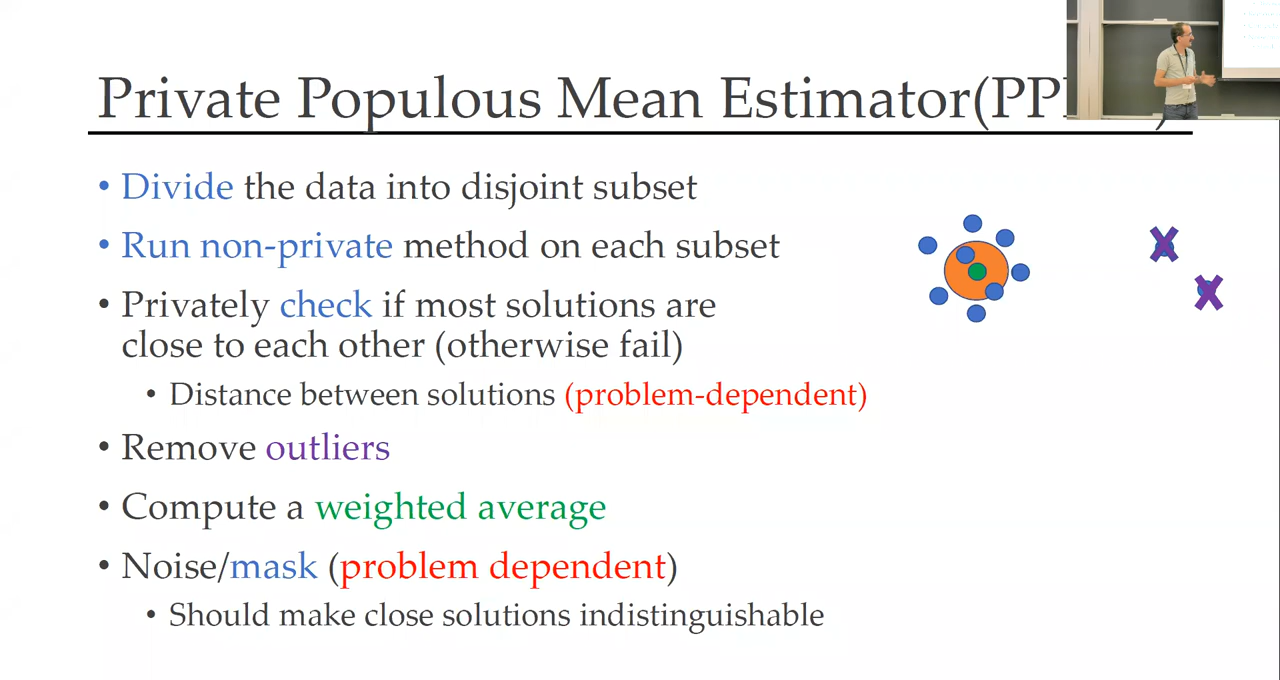 Private Populous Mean Estimator(PP
• Divide the data into disjoint subset
• Run non-private method on each subset
• Privately check if most solutions are
close to each other (otherwise fail)
• Distance between solutions (problem-dependent)
• Remove outliers
• Compute a weighted average
• Noise/mask (problem dependent)
• Should make close solutions indistinguishable